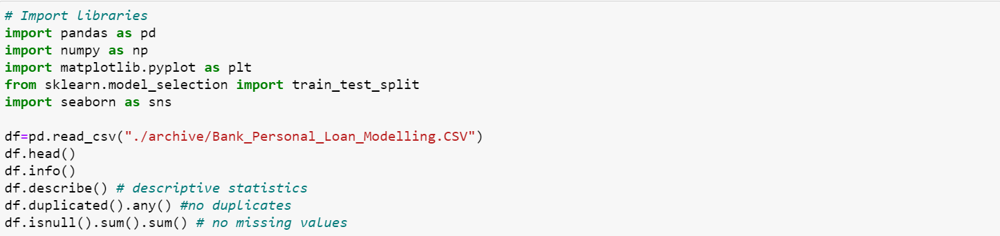 # Import libraries
import pandas as pd
import numpy as np
import matplotlib.pyplot as plt
from sklearn.model_selection import train_test_split
import seaborn as sns
df=pd.read_csv("./archive/Bank_Personal_Loan_Modelling.CSV")
df.head()
df.info()
df.describe() # descriptive statistics
df.duplicated().any() #no duplicates
df.isnull().sum().sum() # no missing values